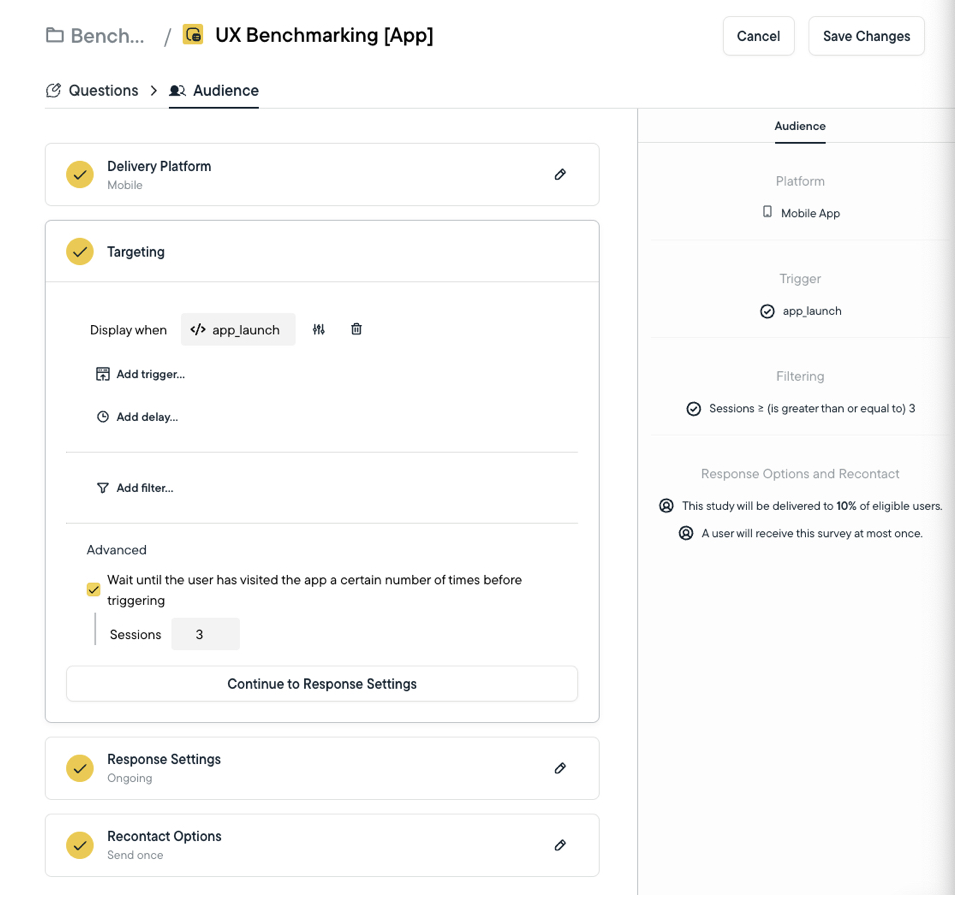 Bench... / UX Benchmarking [App]
Cancel
Save Changes
Questions > Audience
Delivery Platform
Mobile
Targeting
Display when </> app_launch
Add trigger...
Add delay...
Add filter...
Advanced
Wait until the user has visited the app a certain number of times before
triggering
Sessions 3
Continue to Response Settings
Response Settings
Ongoing
Recontact Options
Send once
Audience
Platform
Mobile App
Trigger
app_launch
Filtering
Sessions ≥ (is greater than or equal to) 3
Response Options and Recontact
This study will be delivered to 10% of eligible users.
A user will receive this survey at most once.